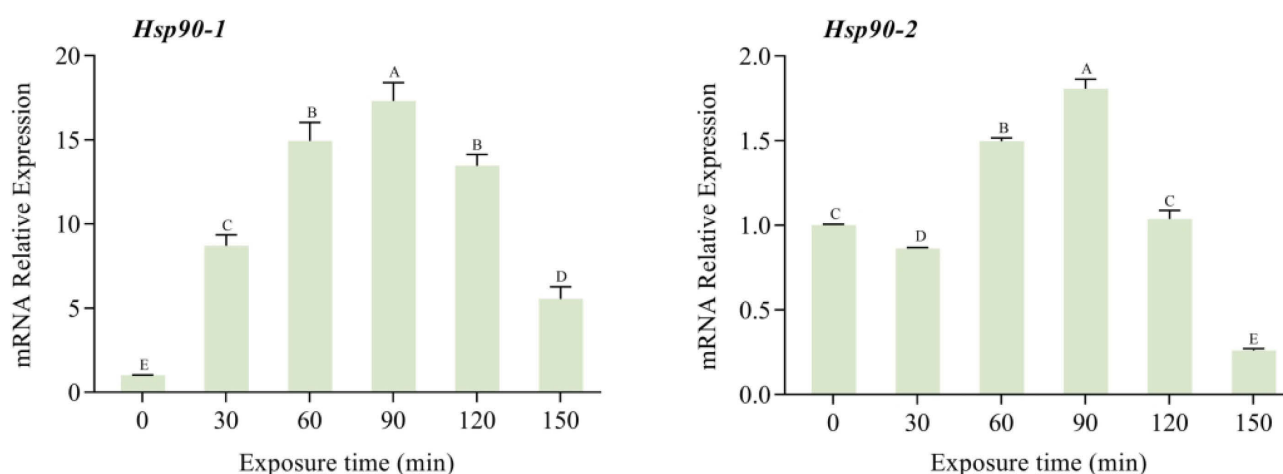 Hsp90-1
mRNA Relative Expression
20
15
10
5
0
E
C
B
A
B
D
0 30 60 90 120 150
Exposure time (min)
Hsp90-2
mRNA Relative Expression
2.0
1.5
1.0
0.5
0.0
C
D
B
A
C
E
0 30 60 90 120 150
Exposure time (min)